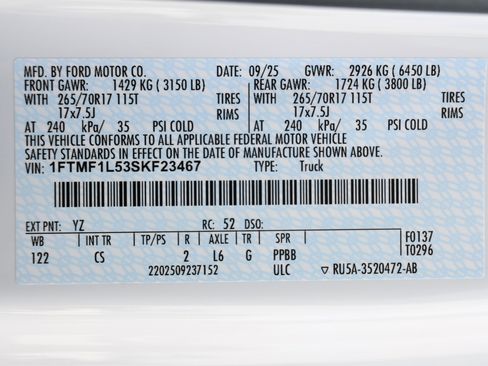 MFD. BY FORD MOTOR CO. DATE: 09/25 GVWR: 2926 KG ( 6450 LB)
FRONT GAWR: 1429 KG ( 3150 LB) REAR GAWR: 1724 KG ( 3800 LB)
WITH 265/70R17 115T TIRES WITH 265/70R17 115T TIRES
17x7.5J RIMS 17x7.5J RIMS
AT 240 kPa/ 35 PSI COLD AT 240 kPa/ 35 PSI COLD
THIS VEHICLE CONFORMS TO ALL APPLICABLE FEDERAL MOTOR VEHICLE
SAFETY STANDARDS IN EFFECT ON THE DATE OF MANUFACTURE SHOWN ABOVE.
VIN: 1FTMF1L53SKF23467 TYPE: Truck
EXT PNT: YZ RC: 52 DSO: F0137
WB INT TR TP/PS R AXLE TR SPR T0296
122 CS 2 L6 G PPBB
2202509237152 ULC ▽ RU5A-3520472-AB